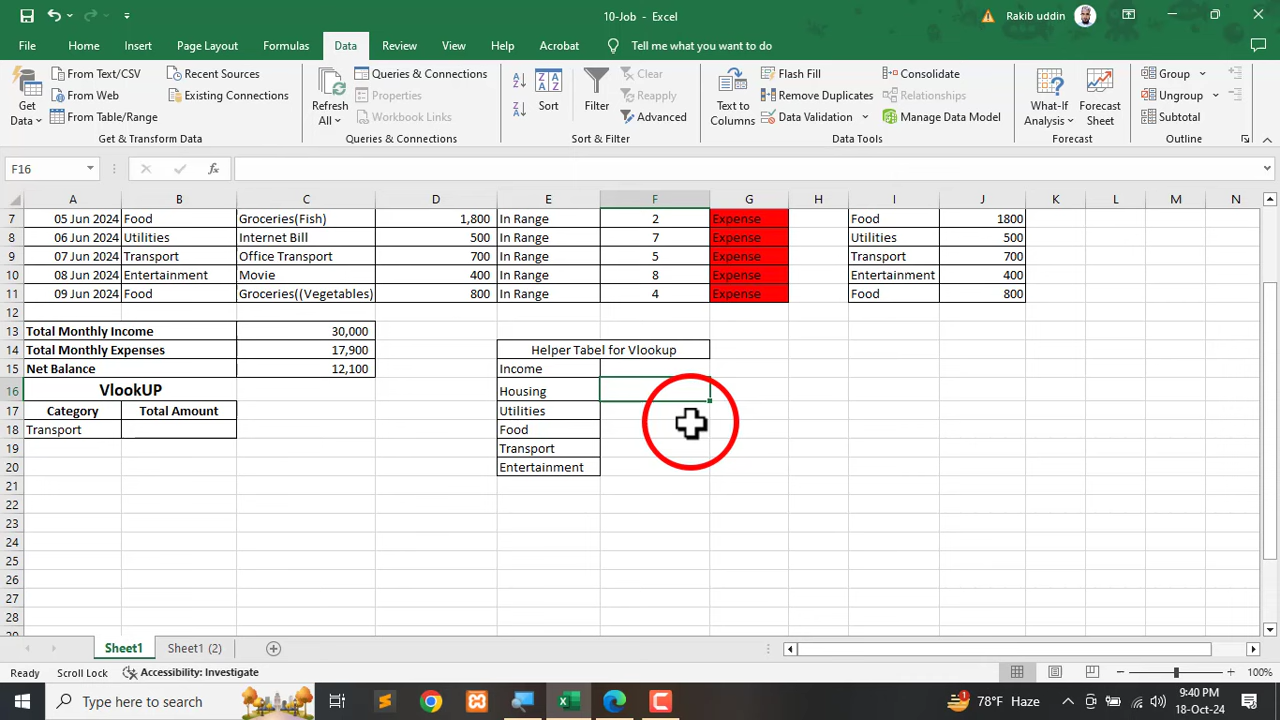 10-Job - Excel
Rakib uddin
File Home Insert Page Layout Formulas Data Review View Help Acrobat Tell me what you want to do
Get Data
From Text/CSV
From Web
From Table/Range
Recent Sources
Existing Connections
Get & Transform Data
Refresh All
Queries & Connections
Properties
Workbook Links
Queries & Connections
Sort
Filter
Clear
Reapply
Advanced
Sort & Filter
Text to Columns
Flash Fill
Remove Duplicates
Data Validation
Consolidate
Relationships
Manage Data Model
Data Tools
What-If Analysis
Forecast Sheet
Forecast
Group
Ungroup
Subtotal
Outline
F16 fx
A B C D E F G H I J K L M N
7 05 Jun 2024 Food Groceries(Fish) 1,800 In Range 2 Expense Food 1800
8 06 Jun 2024 Utilities Internet Bill 500 In Range 7 Expense Utilities 500
9 07 Jun 2024 Transport Office Transport 700 In Range 5 Expense Transport 700
10 08 Jun 2024 Entertainment Movie 400 In Range 8 Expense Entertainment 400
11 09 Jun 2024 Food Groceries((Vegetables) 800 In Range 4 Expense Food 800
12
13 Total Monthly Income 30,000
14 Total Monthly Expenses 17,900 Helper Tabel for Vlookup
15 Net Balance 12,100 Income
16 VlookUP Housing
17 Category Total Amount Utilities
18 Transport Food
19 Transport
20 Entertainment
21
22
23
24
25
26
27
28
Sheet1 Sheet1 (2)
Ready Scroll Lock Accessibility: Investigate 100%
Type here to search
1 78°F Haze
9:40 PM
18-Oct-24